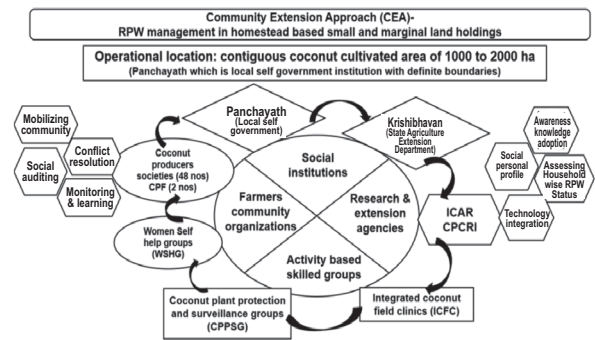 Community Extension Approach (CEA)-
RPW management in homestead based small and marginal land holdings
Operational location: contiguous coconut cultivated area of 1000 to 2000 ha
(Panchayath which is local self government institution with definite boundaries)
Panchayath
(Local self
government)
Krishibhavan
(State Agriculture
Extension
Department)
Mobilizing
community
Conflict
resolution
Social
auditing
Monitoring
& learning
Coconut
producers
societies (48 nos)
CPF (2 nos)
Social
institutions
Farmers
community
organizations
Research &
extension
agencies
Activity based
skilled groups
Awareness
knowledge
adoption
Social
personal
profile
Assessing
Household
wise RPW
Status
Technology
integration
ICAR
CPCRI
Women Self
help groups
(WSHG)
Coconut plant protection
and surveillance groups
(CPPSG)
Integrated coconut
field clinics (ICFC)